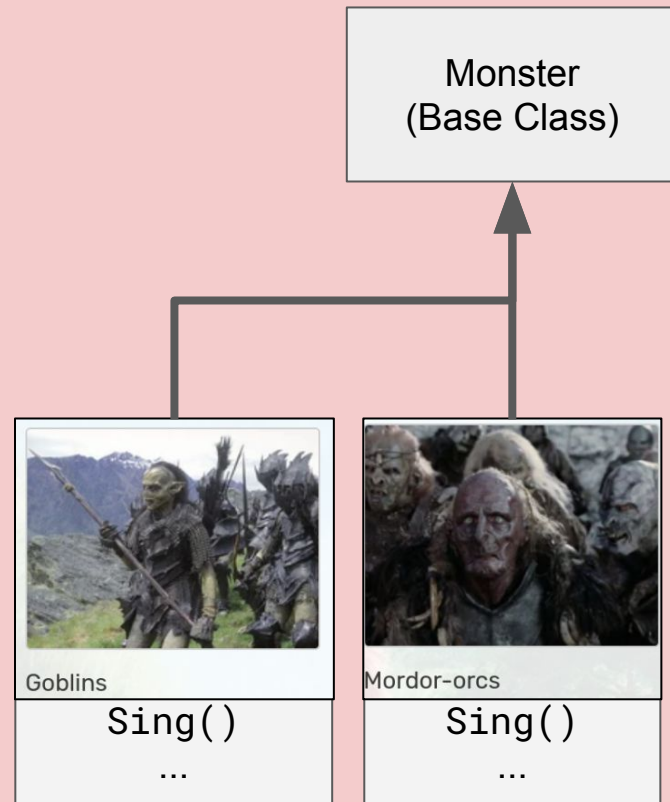 Monster
(Base Class)
Goblins
Mordor-orcs
Sing()
Sing()
...
...